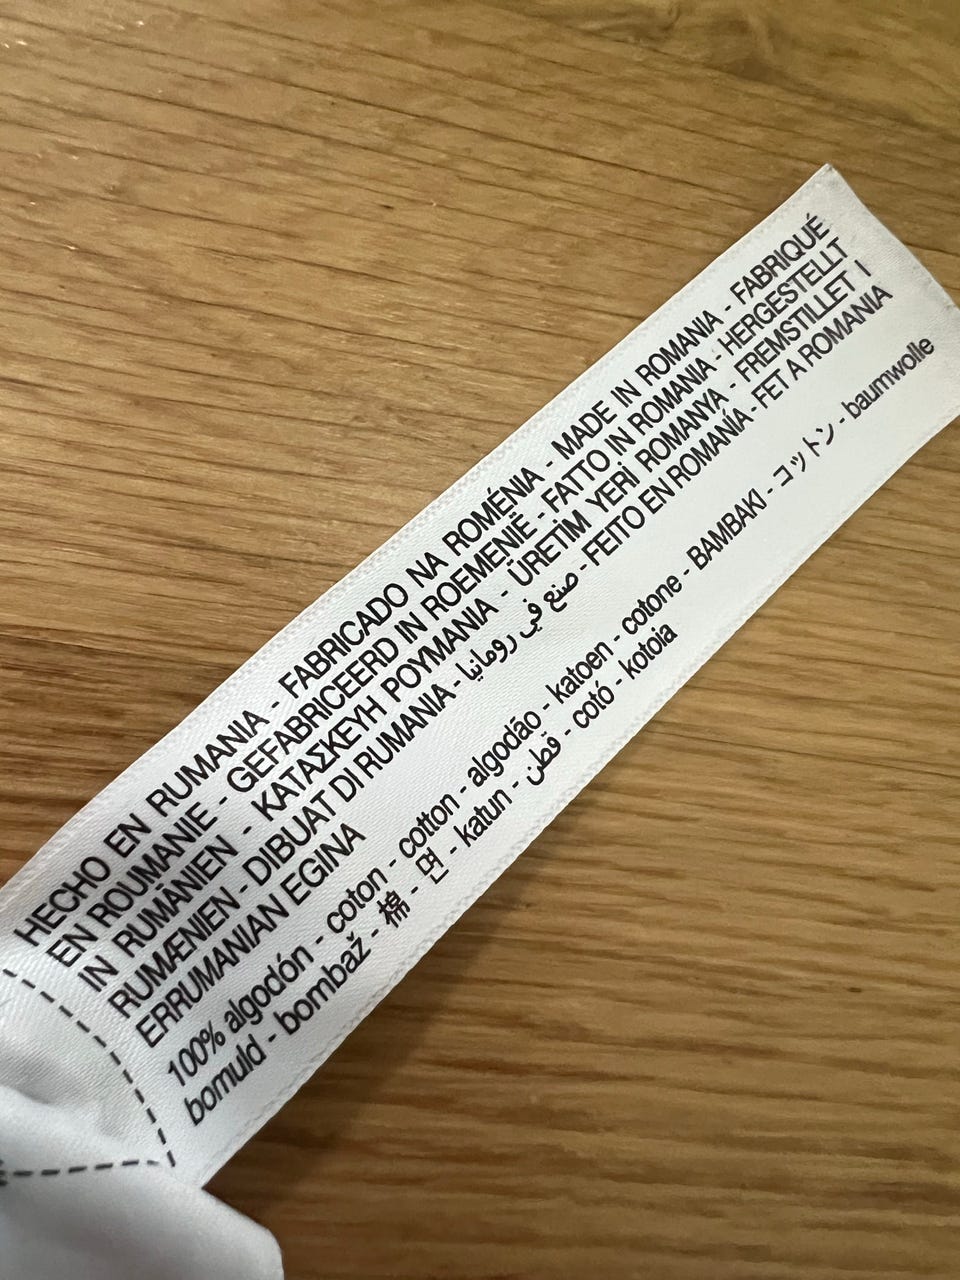 HECHO EN RUMANIA - FABRICADO NA ROMÉNIA - MADE IN ROMANIA - FABRIQUÉ
EN ROUMANIE - GEFABRICEERD IN ROEMENIË - FATTO IN ROMANIA - HERGESTELLT
IN RUMÄNIEN - ΚΑΤΑΣΚΕΥΗ ΡΟΥΜΑΝΙΑ - ÜRETİM YERİ ROMANYA - FREMSTILLET I
RUMÆNIEN - DIBUAT DI RUMANIA - صنع في رومانيا - FEITO EN ROMANÍA - FET A ROMANIA
ERRUMANIAN EGINA
100% algodón - coton - cotton - algodão - katoen - cotone - ΒΑΜΒΑΚΙ - コットン - baumwolle
bomuld - bombaž - 棉 - 면 - katun - قطن - cotó - kotoia